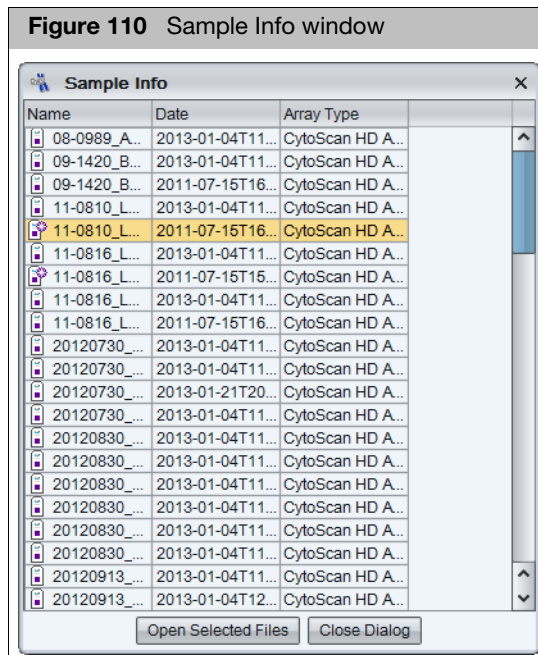 Figure 110 Sample Info window
Sample Info
Name Date Array Type
08-0989_A... 2013-01-04T11... CytoScan HD A...
09-1420_B... 2013-01-04T11... CytoScan HD A...
09-1420_B... 2011-07-15T16... CytoScan HD A...
11-0810_L... 2013-01-04T11... CytoScan HD A...
11-0810_L... 2011-07-15T16... CytoScan HD A...
11-0816_L... 2013-01-04T11... CytoScan HD A...
11-0816_L... 2011-07-15T15... CytoScan HD A...
11-0816_L... 2013-01-04T11... CytoScan HD A...
11-0816_L... 2011-07-15T16... CytoScan HD A...
20120730_... 2013-01-04T11... CytoScan HD A...
20120730_... 2013-01-04T11... CytoScan HD A...
20120730_... 2013-01-21T20... CytoScan HD A...
20120730_... 2013-01-04T11... CytoScan HD A...
20120830_... 2013-01-04T11... CytoScan HD A...
20120830_... 2013-01-04T11... CytoScan HD A...
20120830_... 2013-01-04T11... CytoScan HD A...
20120830_... 2013-01-04T11... CytoScan HD A...
20120830_... 2013-01-04T11... CytoScan HD A...
20120830_... 2013-01-04T11... CytoScan HD A...
20120913_... 2013-01-04T11... CytoScan HD A...
20120913_... 2013-01-04T12... CytoScan HD A...
Open Selected Files Close Dialog